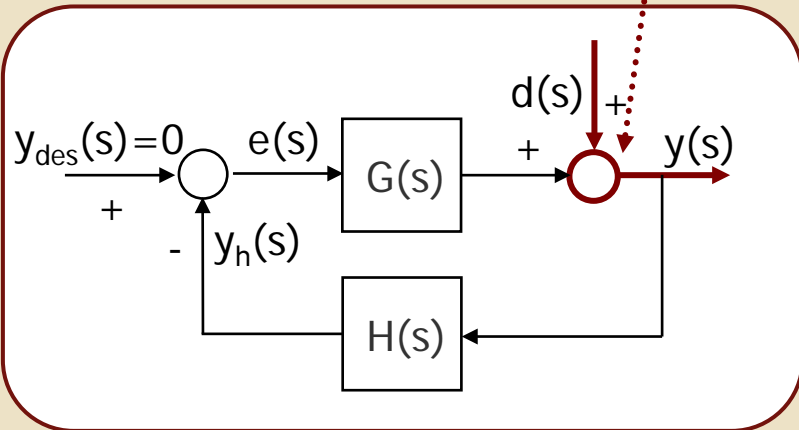 d(s)
+
y_des(s)=0
e(s)
+
y(s)
G(s)
+
-
y_h(s)
H(s)